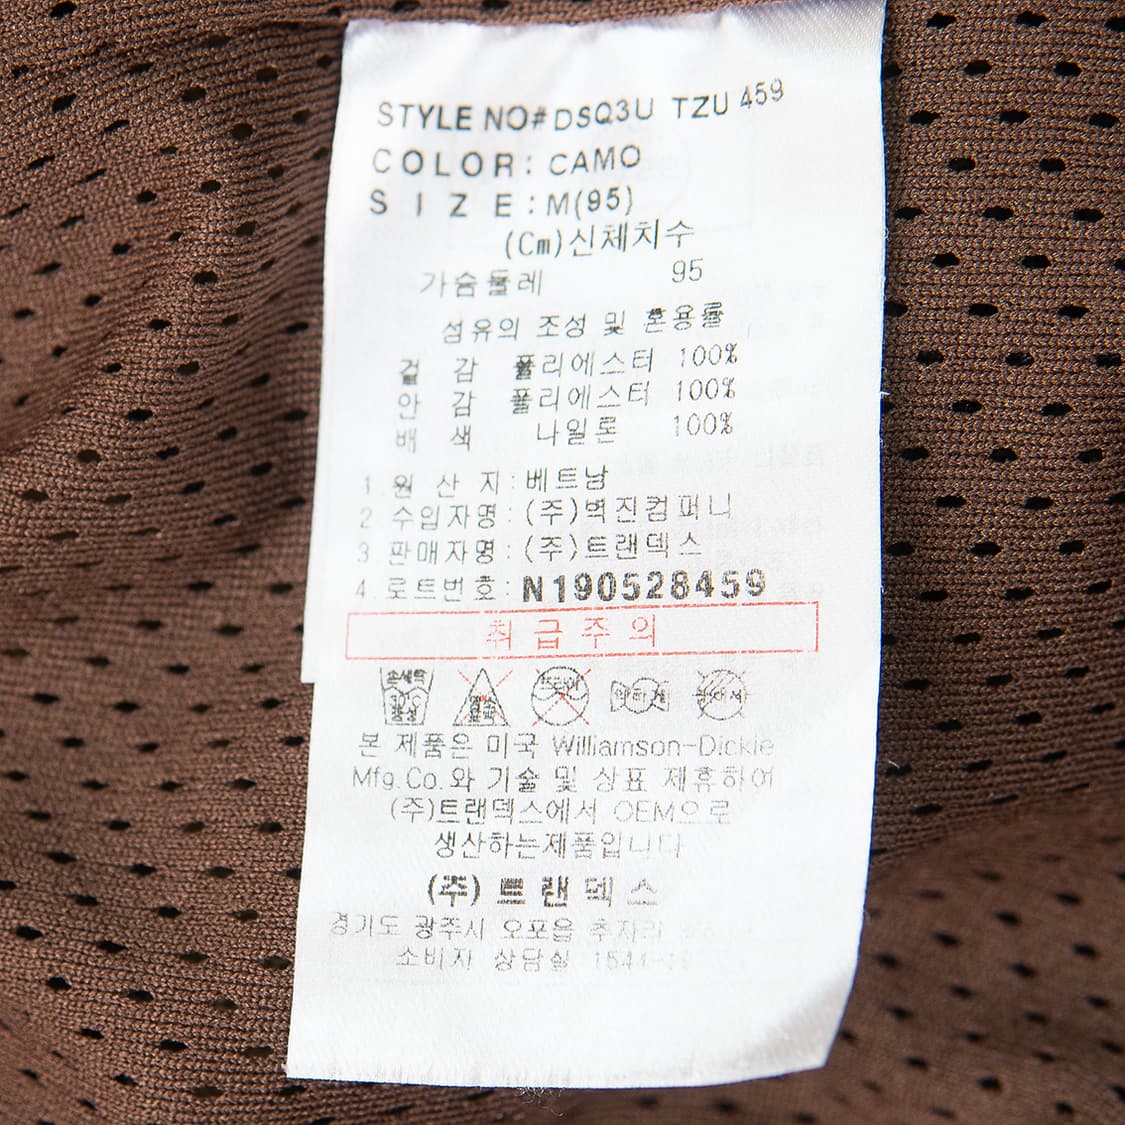 STYLE NO# DSQ3U TZU 459
COLOR: CAMO
SIZE: M(95)
(Cm)신체치수
가슴둘레 95
섬유의 조성 및 혼용률
겉 감 폴리에스터 100%
안 감 폴리에스터 100%
배 색 나일론 100%
1. 원 산 지: 베트남
2 수입자명: (주)벽진컴퍼니
3 판매자명: (주)트랜덱스
4. 로트번호: N190528459
취급주의
손세탁
본 제품은 미국 Williamson-Dickie
Mfg.Co.와 기술 및 상표 제휴하여
(주)트랜덱스에서 OEM으로
생산하는제품입니다
(주)트랜덱스
경기도 광주시 오포읍 추자리
소비자 상담실